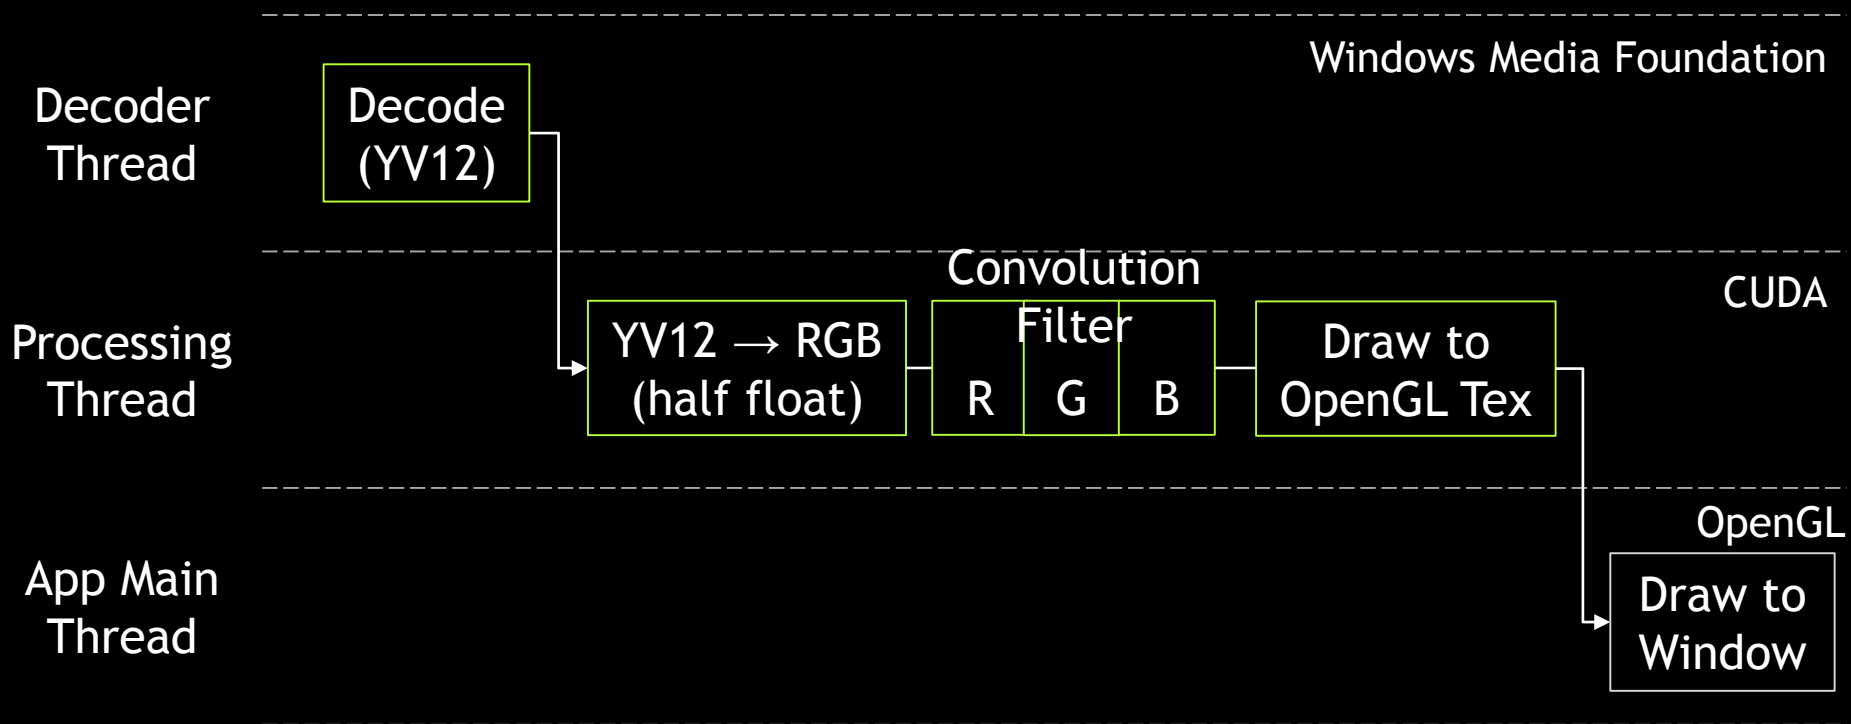 Windows Media Foundation
Decoder
Thread
Decode
(YV12)
CUDA
Processing
Thread
YV12 → RGB
(half float)
Convolution
Filter
R G B
Draw to
OpenGL Tex
OpenGL
App Main
Thread
Draw to
Window